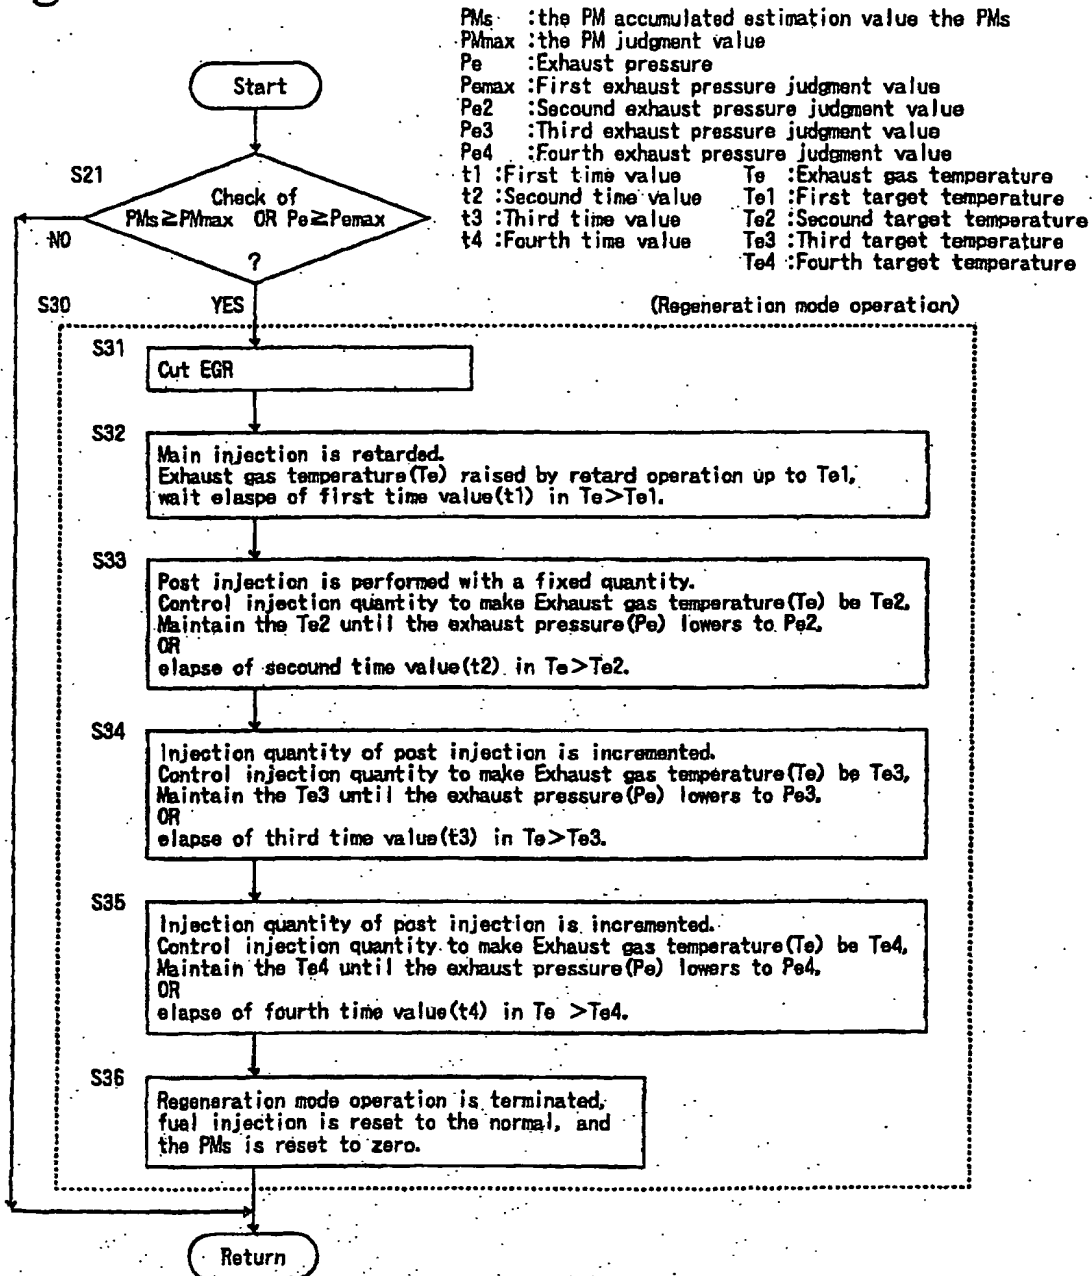 PMs :the PM accumulated estimation value the PMs
PMmax :the PM judgment value
Pe :Exhaust pressure
Pemax :First exhaust pressure judgment value
Pe2 :Second exhaust pressure judgment value
Pe3 :Third exhaust pressure judgment value
Pe4 :Fourth exhaust pressure judgment value
t1 :First time value Te :Exhaust gas temperature
t2 :Second time value Te1 :First target temperature
t3 :Third time value Te2 :Second target temperature
t4 :Fourth time value Te3 :Third target temperature
Te4 :Fourth target temperature
Start
S21
Check of
PMs≧PMmax OR Pe≧Pemax
?
NO
YES
S30
(Regeneration mode operation)
S31
Cut EGR
S32
Main injection is retarded.
Exhaust gas temperature(Te) raised by retard operation up to Te1,
wait elaspe of first time value(t1) in Te>Te1.
S33
Post injection is performed with a fixed quantity.
Control injection quantity to make Exhaust gas temperature(Te) be Te2,
Maintain the Te2 until the exhaust pressure(Pe) lowers to Pe2,
OR
elapse of second time value(t2) in Te>Te2.
S34
Injection quantity of post injection is incremented.
Control injection quantity to make Exhaust gas temperature(Te) be Te3,
Maintain the Te3 until the exhaust pressure(Pe) lowers to Pe3.
OR
elapse of third time value(t3) in Te>Te3.
S35
Injection quantity of post injection is incremented.
Control injection quantity to make Exhaust gas temperature(Te) be Te4,
Maintain the Te4 until the exhaust pressure(Pe) lowers to Pe4.
OR
elapse of fourth time value(t4) in Te >Te4.
S36
Regeneration mode operation is terminated,
fuel injection is reset to the normal, and
the PMs is reset to zero.
Return